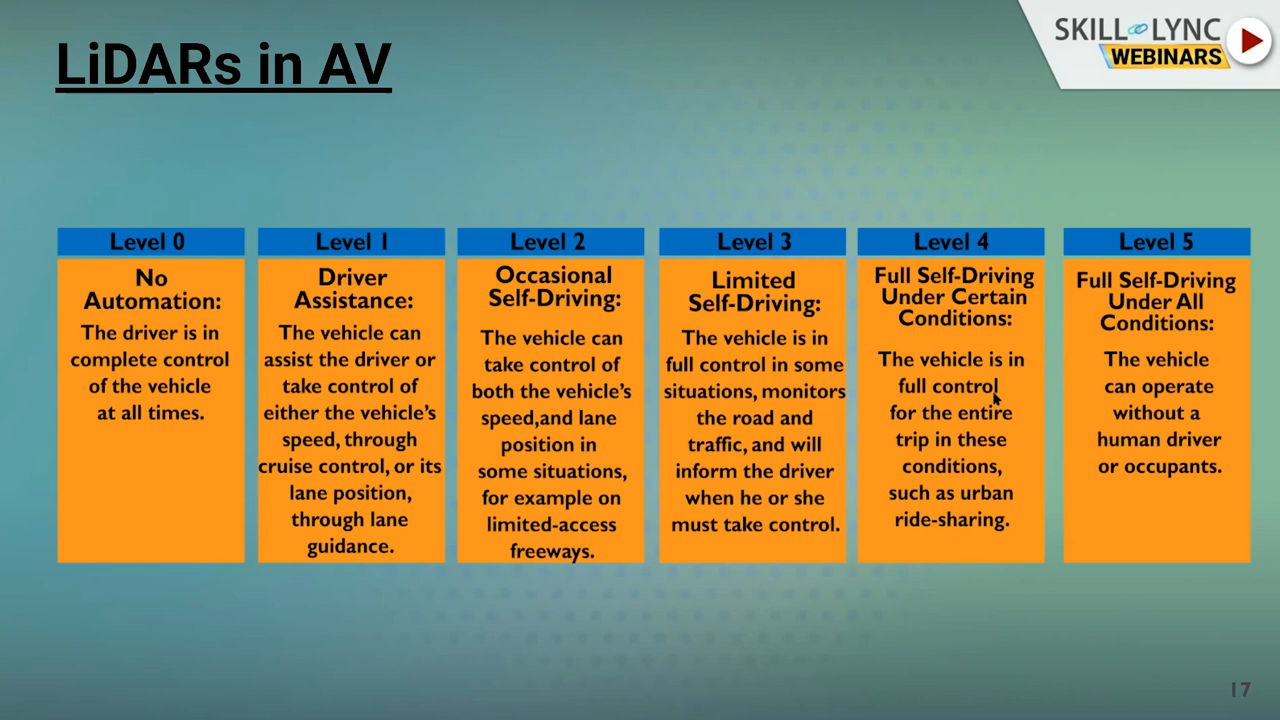 LiDARs in AV
SKILL LYNC
WEBINARS
Level 0
No
Automation:
The driver is in
complete control
of the vehicle
at all times.
Level 1
Driver
Assistance:
The vehicle can
assist the driver or
take control of
either the vehicle's
speed, through
cruise control, or its
lane position,
through lane
guidance.
Level 2
Occasional
Self-Driving:
The vehicle can
take control of
both the vehicle's
speed,and lane
position in
some situations,
for example on
limited-access
freeways.
Level 3
Limited
Self-Driving:
The vehicle is in
full control in some
situations, monitors
the road and
traffic, and will
inform the driver
when he or she
must take control.
Level 4
Full Self-Driving
Under Certain
Conditions:
The vehicle is in
full control
for the entire
trip in these
conditions,
such as urban
ride-sharing.
Level 5
Full Self-Driving
Under All
Conditions:
The vehicle
can operate
without a
human driver
or occupants.
17